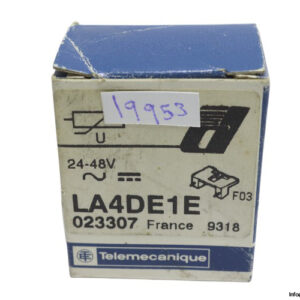 19953
U
24-48V
F03
LA4DE1E
023307 France 9318
Telemecanique